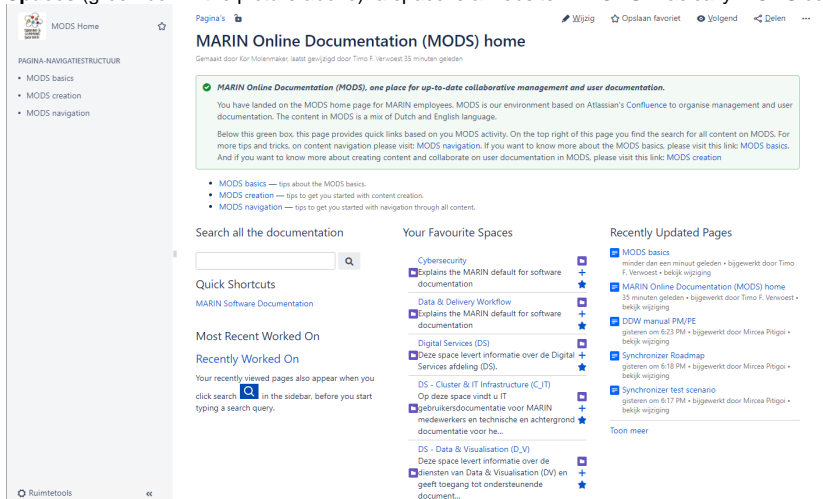 MODS Home
PAGINA-NAVIGATIESTRUCTUUR
• MODS basics
• MODS creation
• MODS navigation
Ruimtetools
Pagina's
Wijzig
Opslaan favoriet
Volgend
Delen
MARIN Online Documentation (MODS) home
Gemaakt door Kor Molenmaker, laatst gewijzigd door Timo F. Verwoest 35 minuten geleden
MARIN Online Documentation (MODS), one place for up-to-date collaborative management and user documentation.
You have landed on the MODS home page for MARIN employees. MODS is our environment based on Atlassian's Confluence to organise management and user
documentation. The content in MODS is a mix of Dutch and English language.
Below this green box, this page provides quick links based on you MODS activity. On the top right of this page you find the search for all content on MODS. For
more tips and tricks, on content navigation please visit: MODS navigation. If you want to know more about the MODS basics, please visit this link: MODS basics.
And if you want to know more about creating content and collaborate on user documentation in MODS, please visit this link: MODS creation
• MODS basics — tips about the MODS basics.
• MODS creation — tips to get you started with content creation.
• MODS navigation — tips to get you started with navigation through all content.
Search all the documentation
Quick Shortcuts
MARIN Software Documentation
Most Recent Worked On
Recently Worked On
Your recently viewed pages also appear when you
click search in the sidebar, before you start
typing a search query.
Your Favourite Spaces
Cybersecurity
Explains the MARIN default for software
documentation
Data & Delivery Workflow
Explains the MARIN default for software
documentation
Digital Services (DS)
Deze space levert informatie over de Digital
Services afdeling (DS).
DS - Cluster & IT Infrastructure (C_IT)
Op deze space vindt u IT
gebruikersdocumentatie voor MARIN
medewerkers en technische en achtergrond
documentatie voor he...
DS - Data & Visualisation (D_V)
Deze space levert informatie over de
diensten van Data & Visualisation (DV) en
geeft toegang tot ondersteunende
document...
Recently Updated Pages
MODS basics
minder dan een minuut geleden • bijgewerkt door Timo
F. Verwoest • bekijk wijziging
MARIN Online Documentation (MODS) home
35 minuten geleden • bijgewerkt door Timo F. Verwoest •
bekijk wijziging
DDW manual PM/PE
gisteren om 6:23 PM • bijgewerkt door Mircea Pitigoi •
bekijk wijziging
Synchronizer Roadmap
gisteren om 6:18 PM • bijgewerkt door Mircea Pitigoi •
bekijk wijziging
Synchronizer test scenario
gisteren om 6:17 PM • bijgewerkt door Mircea Pitigoi •
bekijk wijziging
Toon meer